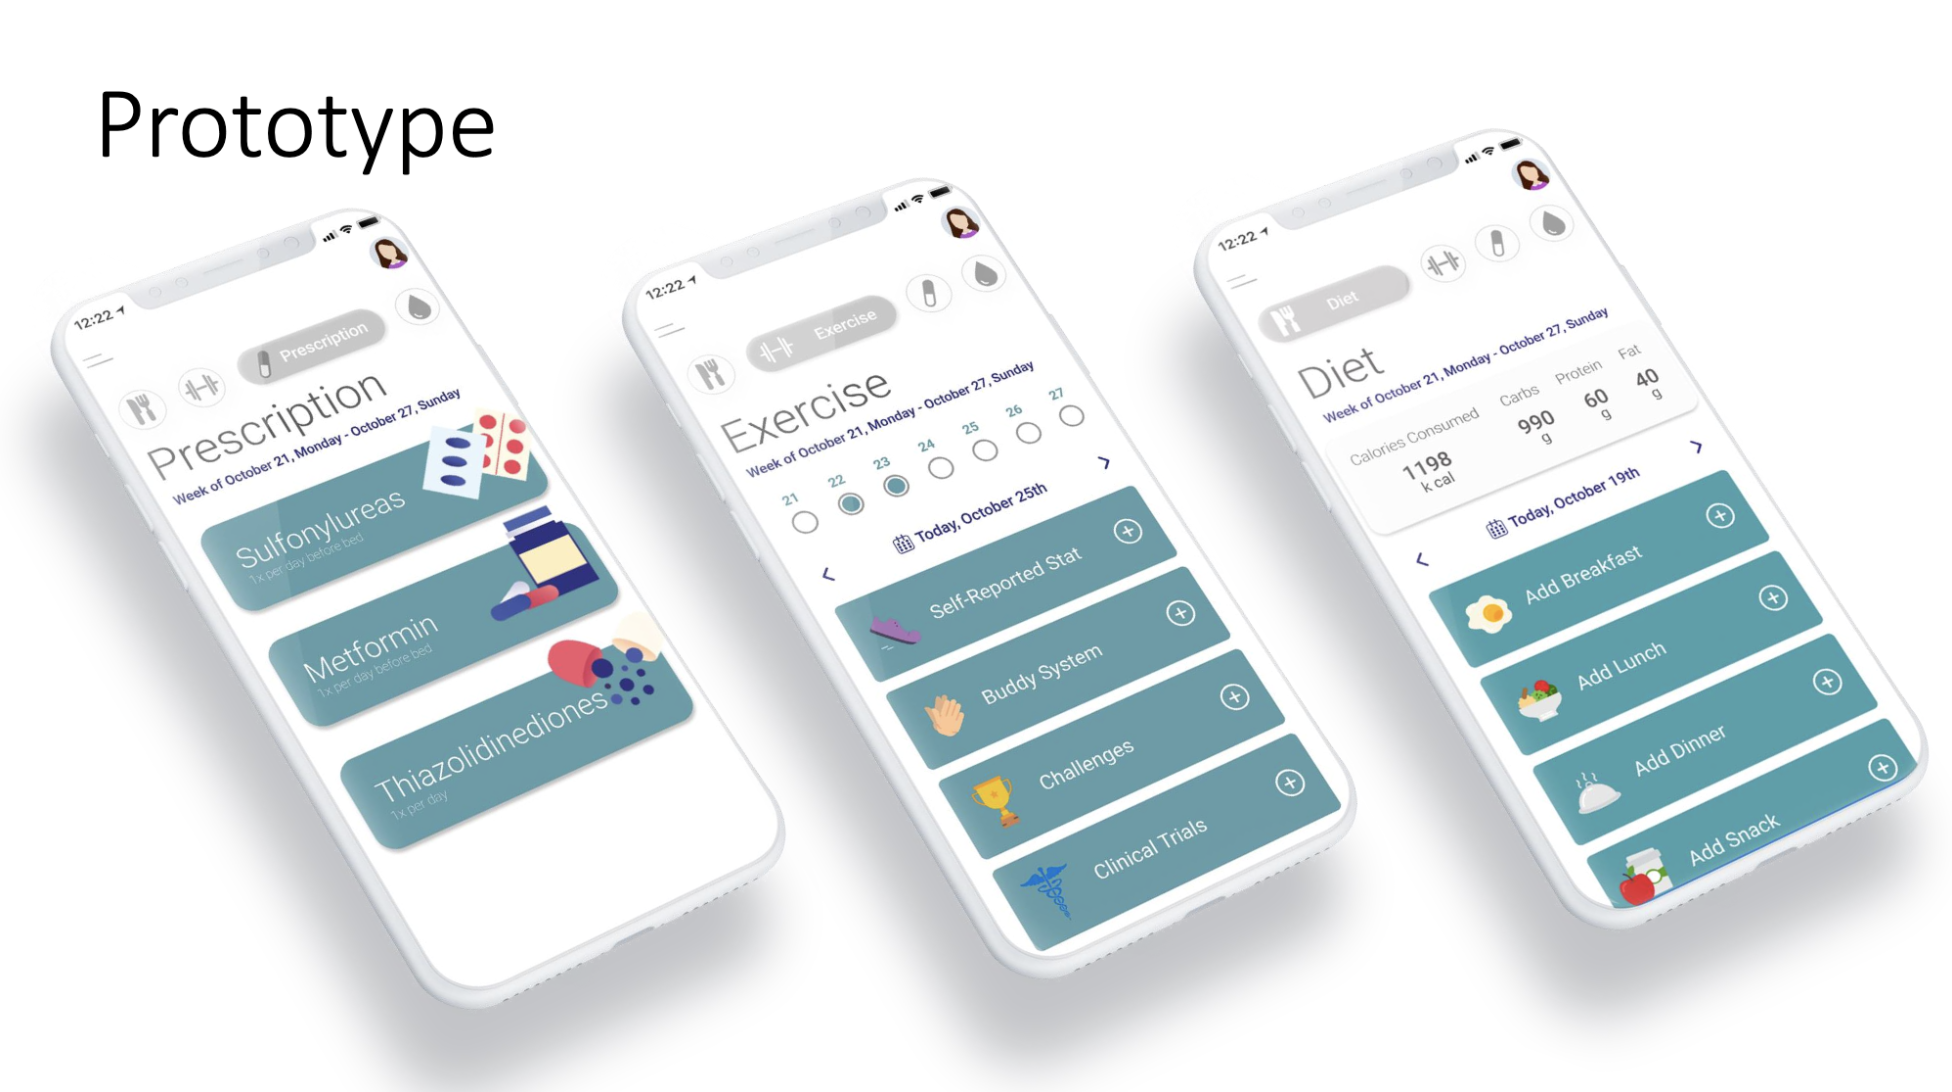 Prototype
12:22
Prescription
Prescription
Week of October 21, Monday - October 27, Sunday
Sulfonylureas
1x per day before bed
Metformin
1x per day before bed
Thiazolidinediones
1x per day
12:22
Exercise
Exercise
Week of October 21, Monday - October 27, Sunday
21 22 23 24 25 26 27
Today, October 25th
Self-Reported Stat
Buddy System
Challenges
Clinical Trials
12:22
Diet
Diet
Week of October 21, Monday - October 27, Sunday
Calories Consumed Carbs Protein Fat
1198 990 60 40
k cal g g g
Today, October 19th
Add Breakfast
Add Lunch
Add Dinner
Add Snack